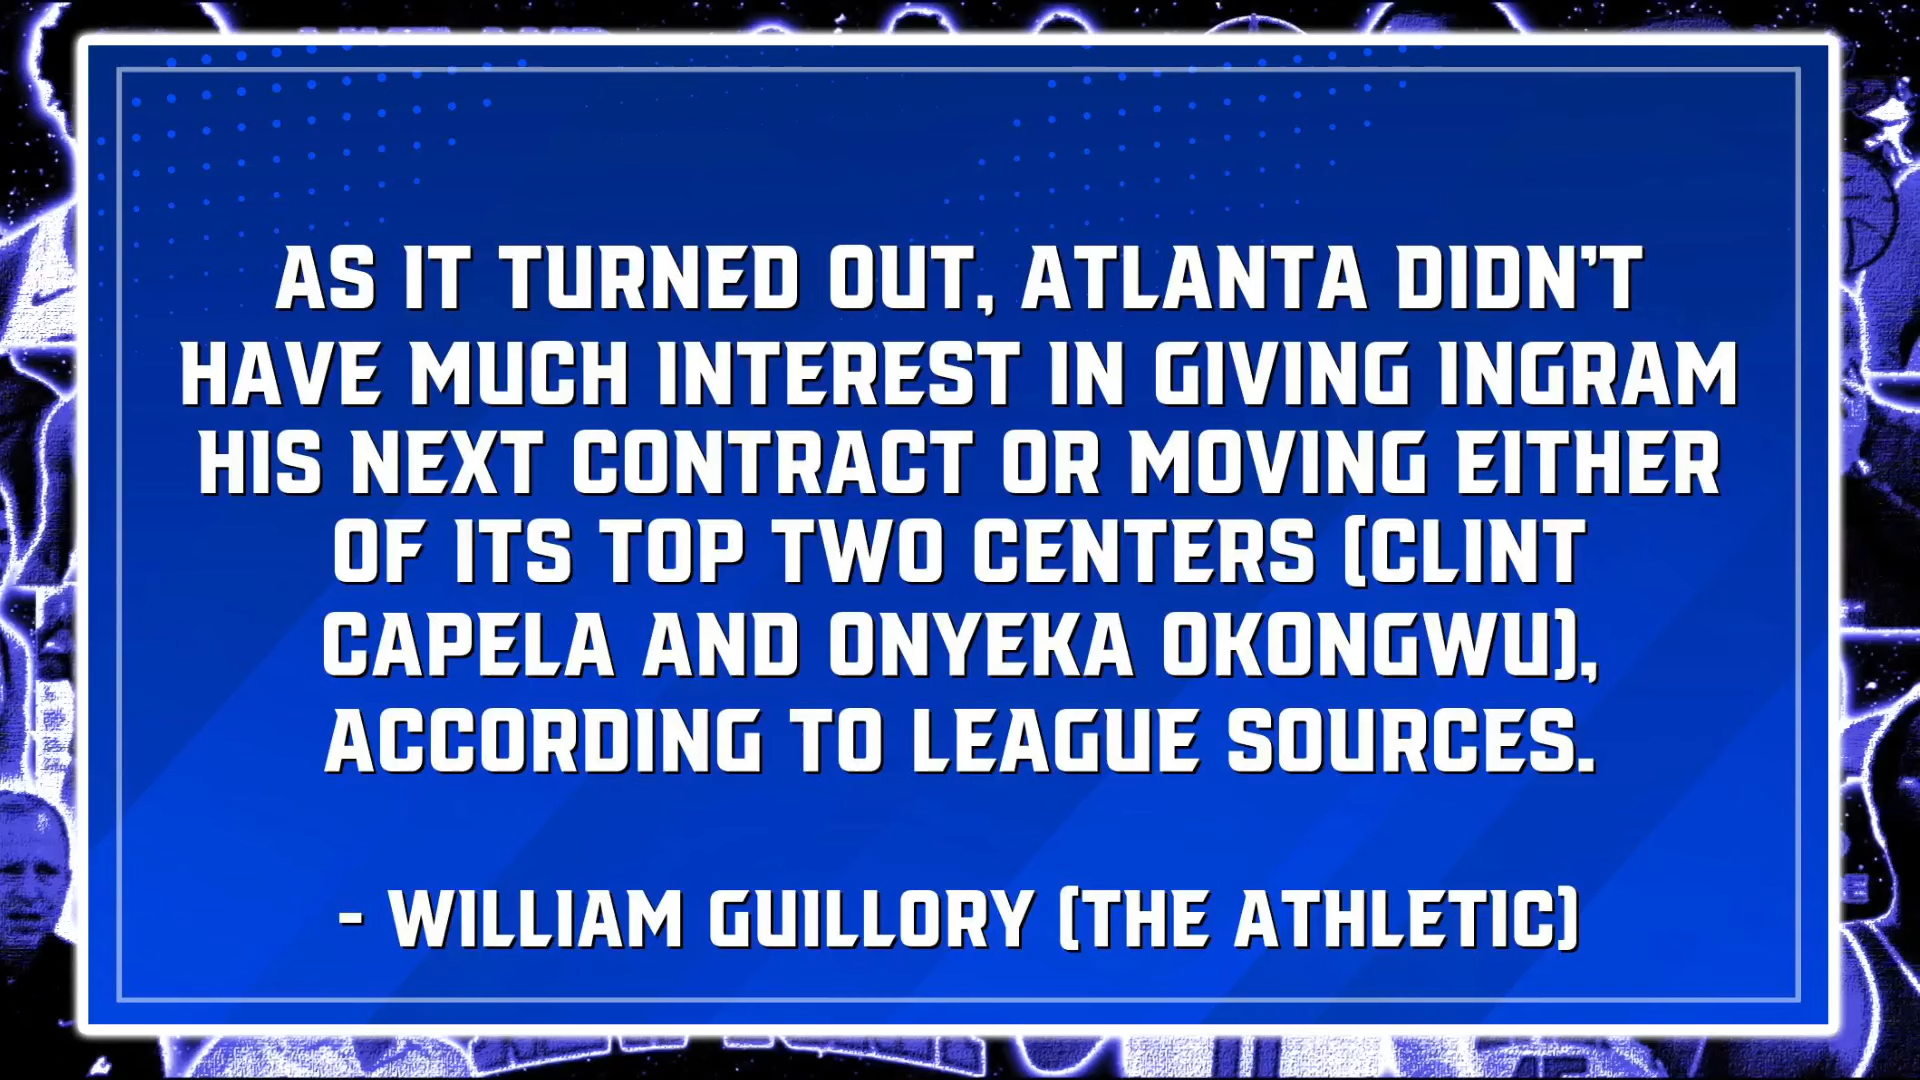 AS IT TURNED OUT, ATLANTA DIDN'T
HAVE MUCH INTEREST IN GIVING INGRAM
HIS NEXT CONTRACT OR MOVING EITHER
OF ITS TOP TWO CENTERS (CLINT
CAPELA AND ONYEKA OKONGWU),
ACCORDING TO LEAGUE SOURCES.
- WILLIAM GUILLORY (THE ATHLETIC)